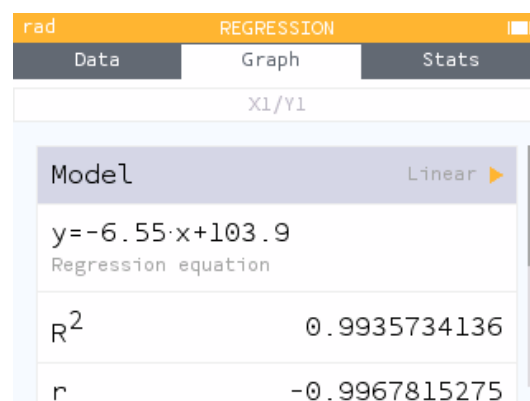 rad REGRESSION
Data Graph Stats
X1/Y1
Model Linear
y=-6.55·x+103.9
Regression equation
R² 0.9935734136
r -0.9967815275